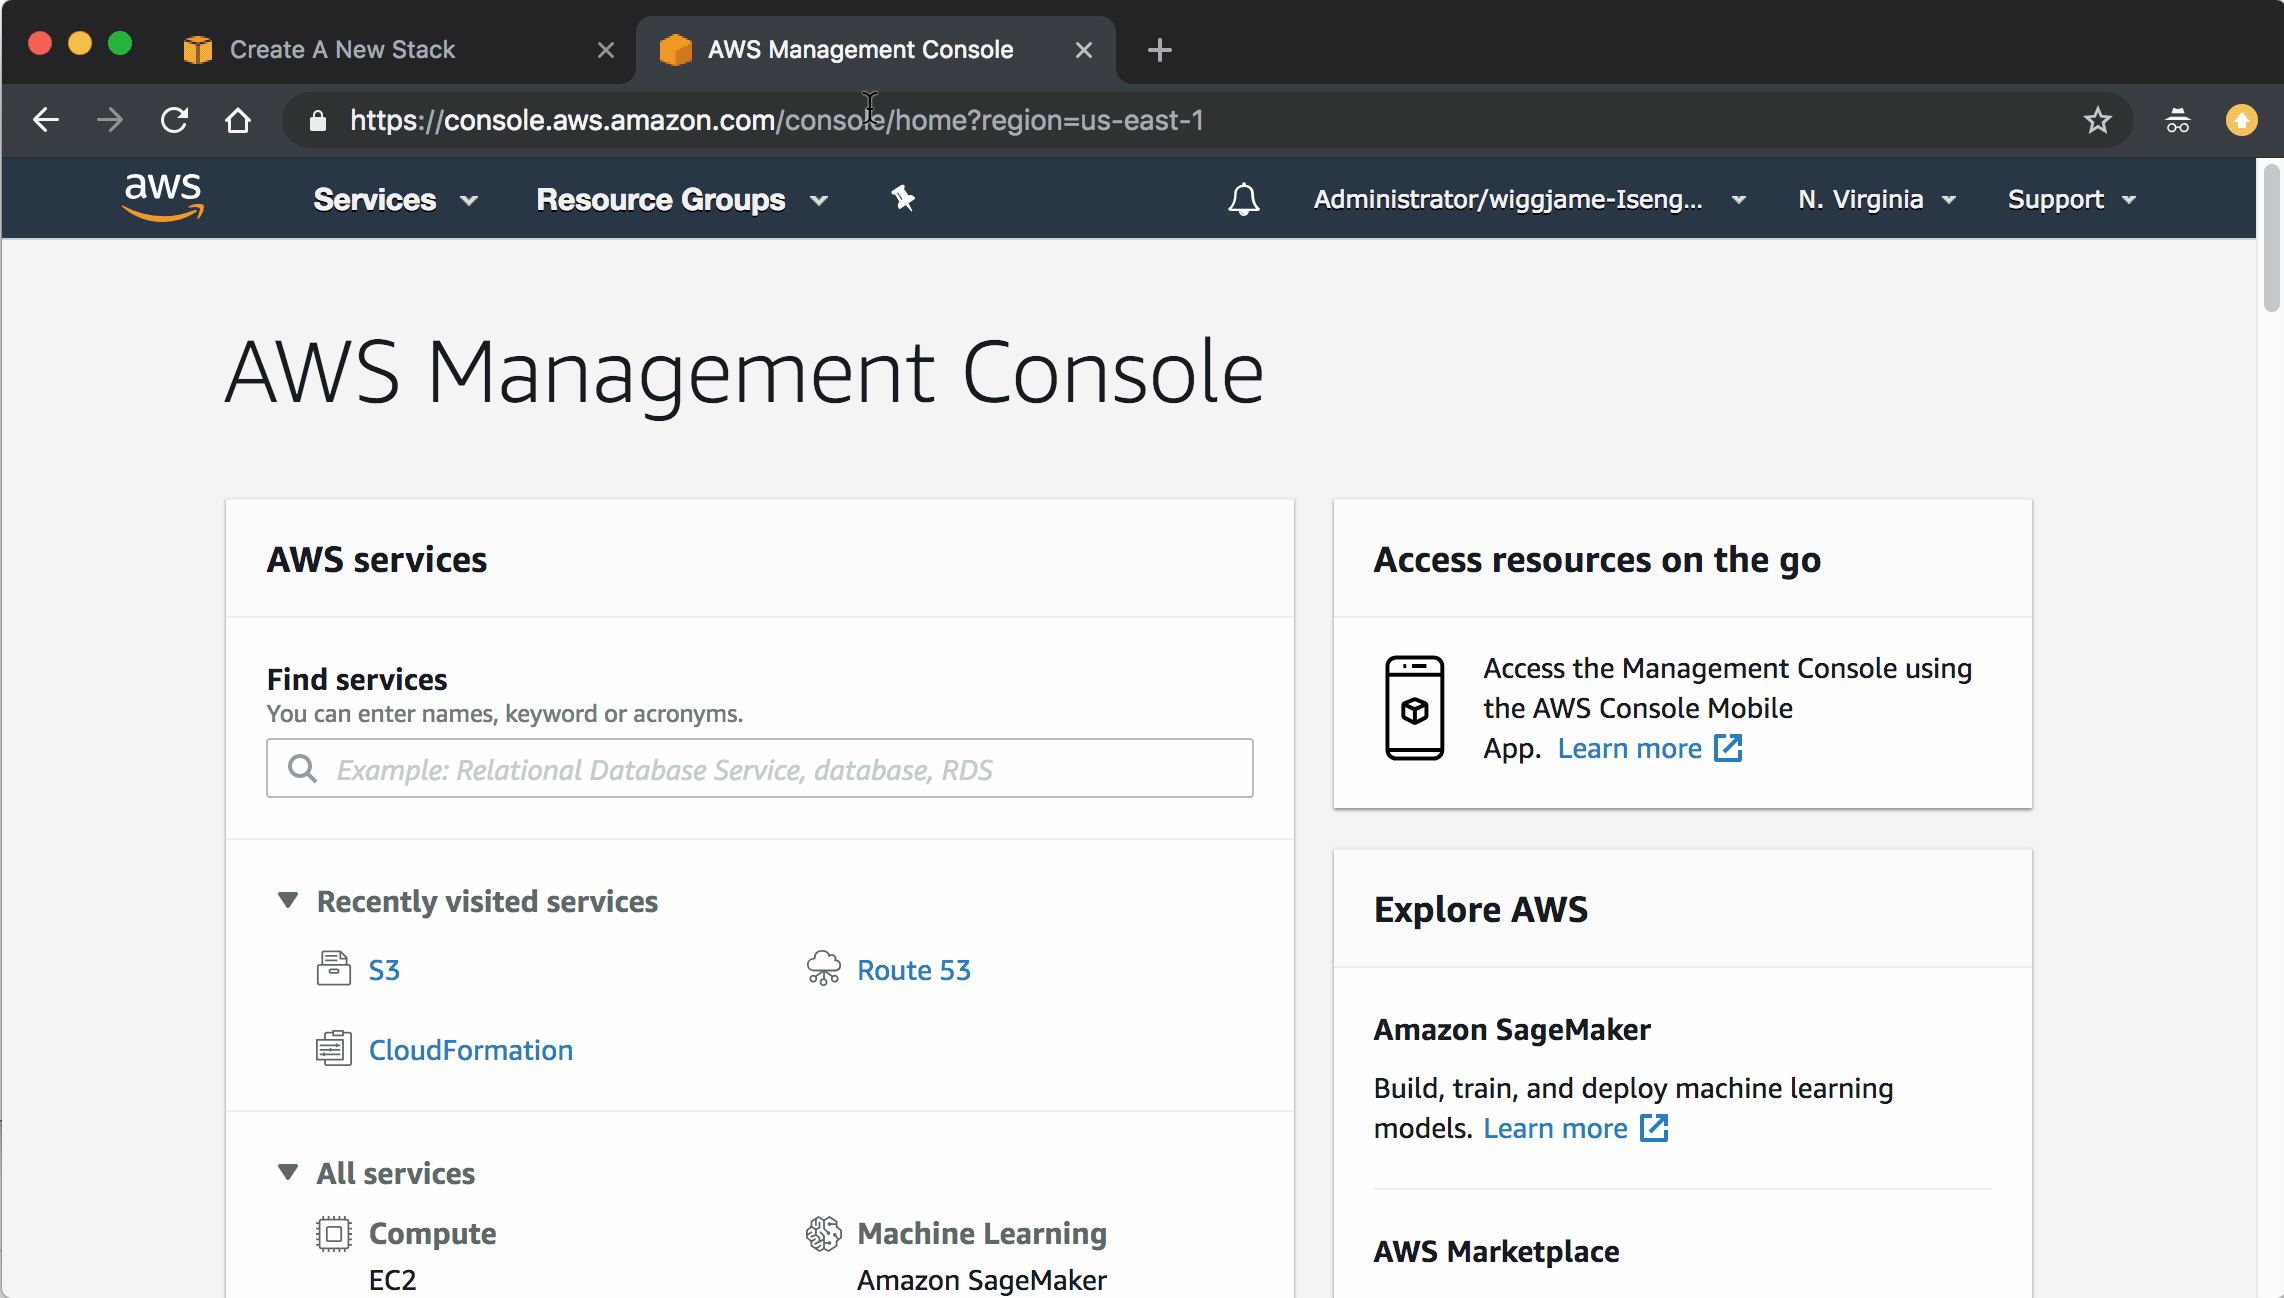 Create A New Stack
AWS Management Console
https://console.aws.amazon.com/console/home?region=us-east-1
aws
Services
Resource Groups
Administrator/wiggjame-Iseng...
N. Virginia
Support
AWS Management Console
AWS services
Find services
You can enter names, keyword or acronyms.
Example: Relational Database Service, database, RDS
Recently visited services
S3
Route 53
CloudFormation
All services
Compute
EC2
Machine Learning
Amazon SageMaker
Access resources on the go
Access the Management Console using
the AWS Console Mobile
App. Learn more
Explore AWS
Amazon SageMaker
Build, train, and deploy machine learning
models. Learn more
AWS Marketplace